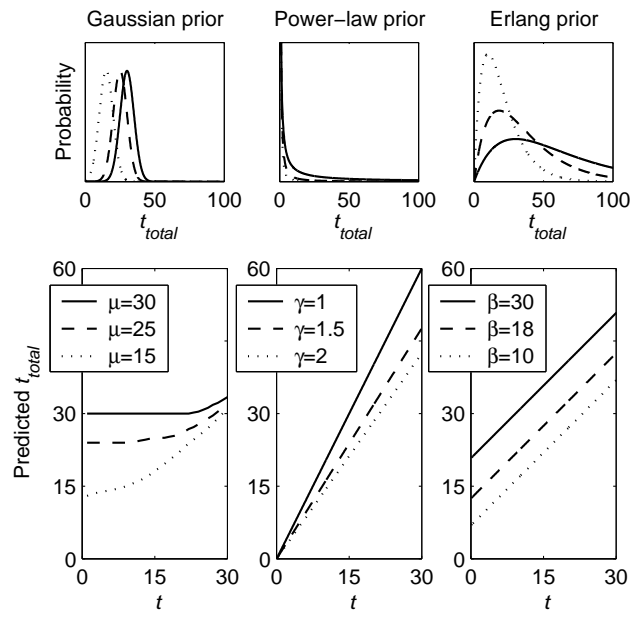 Gaussian prior
Power−law prior
Erlang prior
Probability
0 50 100
t_total
0 50 100
t_total
0 50 100
t_total
Predicted t_total
60
30
15
0
μ=30
μ=25
μ=15
0 15 30
t
60
30
15
0
γ=1
γ=1.5
γ=2
0 15 30
t
60
30
15
0
β=30
β=18
β=10
0 15 30
t